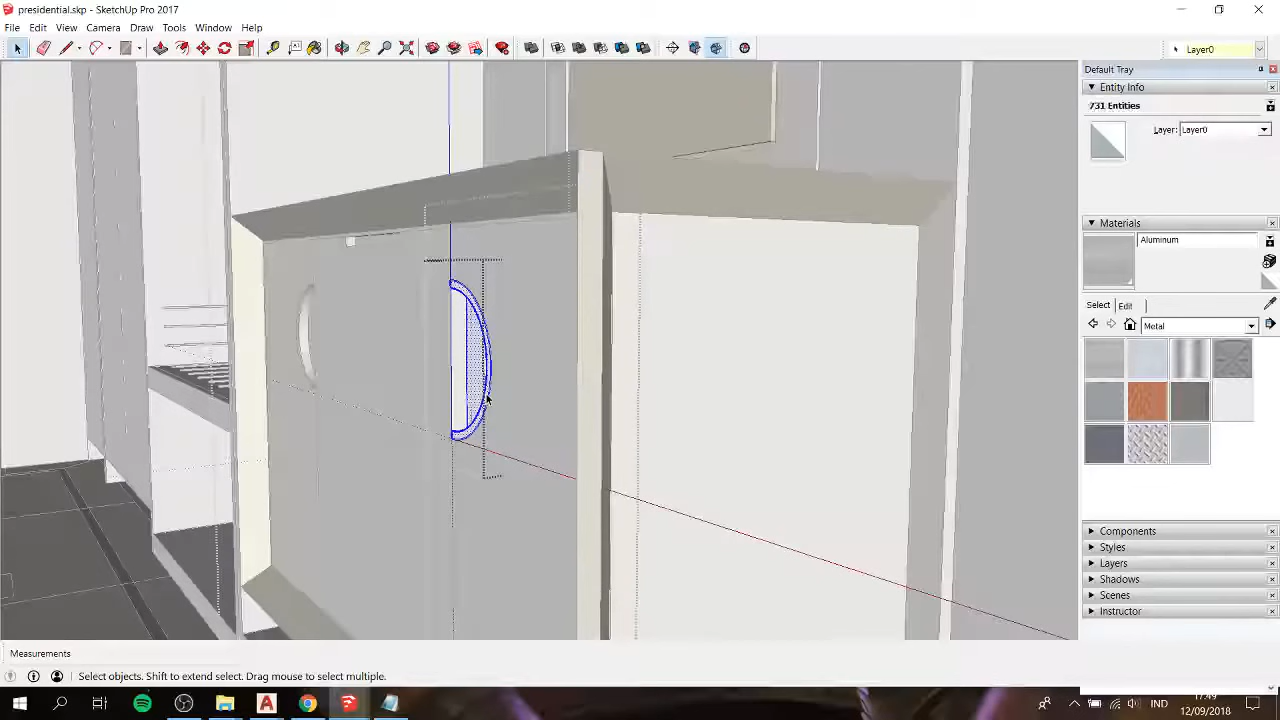 presidential.skp - SketchUp Pro 2017
File Edit View Camera Draw Tools Window Help
Layer0
Default Tray
Entity Info
731 Entities
Layer: Layer0
Materials
Aluminum
Select Edit
Metal
Components
Styles
Layers
Shadows
Scenes
Instructor
Measurements
Select objects. Shift to extend select. Drag mouse to select multiple.
17:49
IND
12/09/2018